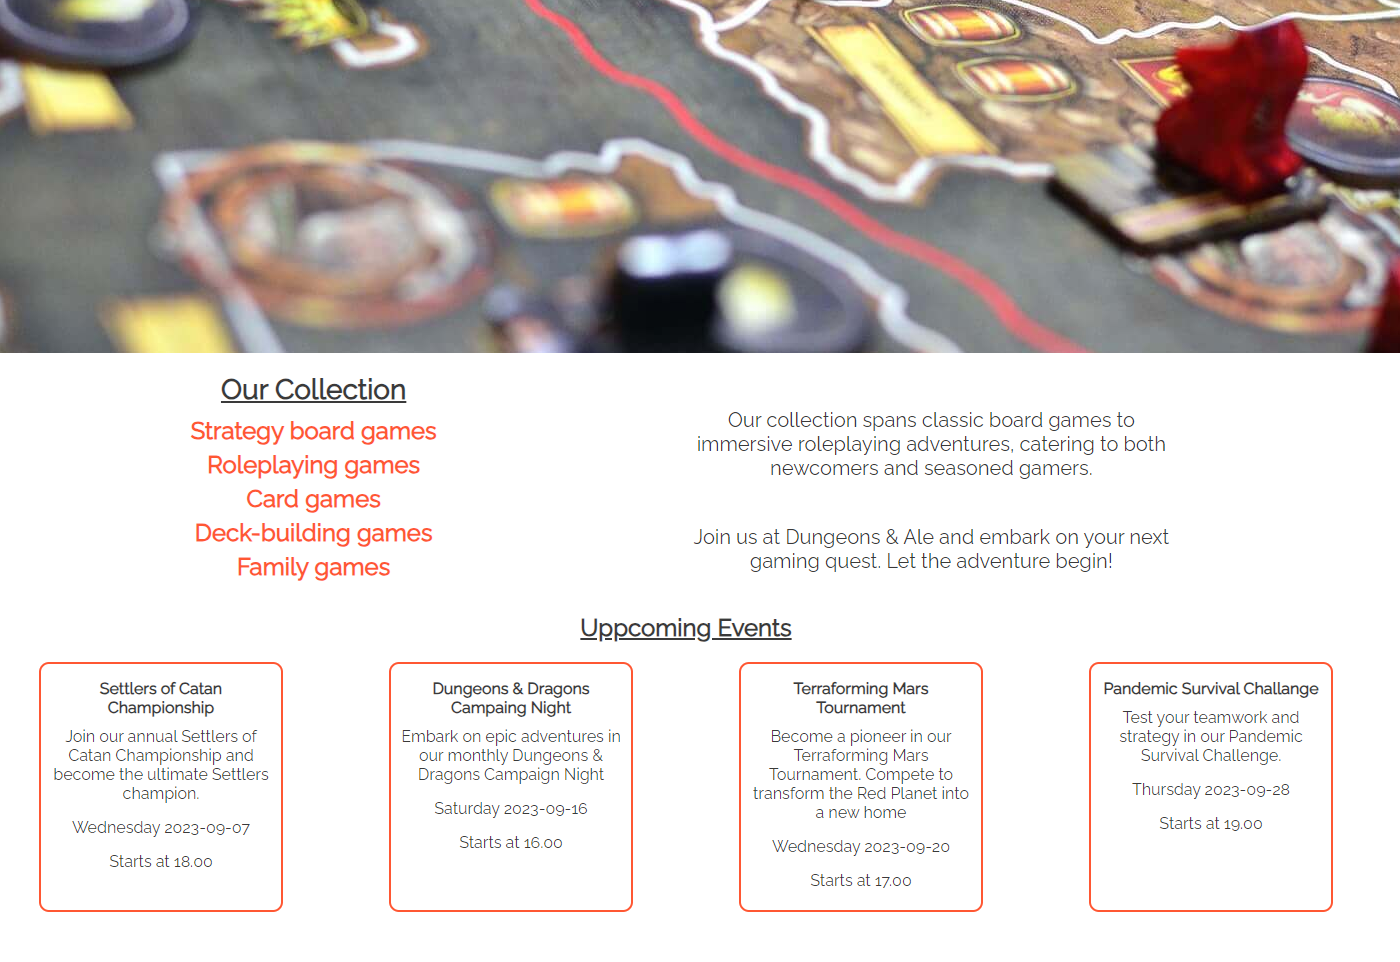 Our Collection
Strategy board games
Roleplaying games
Card games
Deck-building games
Family games
Our collection spans classic board games to
immersive roleplaying adventures, catering to both
newcomers and seasoned gamers.
Join us at Dungeons & Ale and embark on your next
gaming quest. Let the adventure begin!
Uppcoming Events
Settlers of Catan
Championship
Join our annual Settlers of
Catan Championship and
become the ultimate Settlers
champion.
Wednesday 2023-09-07
Starts at 18.00
Dungeons & Dragons
Campaing Night
Embark on epic adventures in
our monthly Dungeons &
Dragons Campaign Night
Saturday 2023-09-16
Starts at 16.00
Terraforming Mars
Tournament
Become a pioneer in our
Terraforming Mars
Tournament. Compete to
transform the Red Planet into
a new home
Wednesday 2023-09-20
Starts at 17.00
Pandemic Survival Challange
Test your teamwork and
strategy in our Pandemic
Survival Challenge.
Thursday 2023-09-28
Starts at 19.00